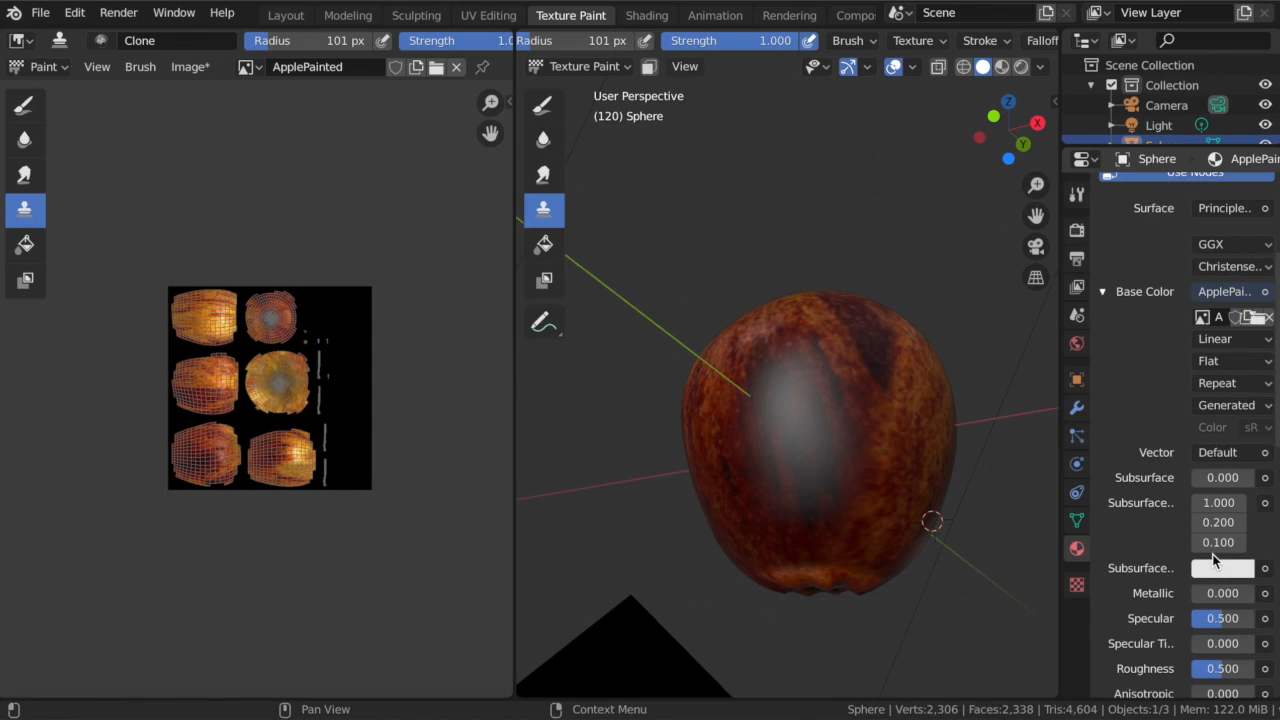 File Edit Render Window Help Layout Modeling Sculpting UV Editing Texture Paint Shading Animation Rendering Compo Scene View Layer
Clone Radius 101 px Strength 1.0 Radius 101 px Strength 1.000 Brush Texture Stroke Falloff
Paint View Brush Image* ApplePainted Texture Paint View
Scene Collection
Collection
Camera
Light
User Perspective
(120) Sphere
Z
X
Y
Sphere ApplePain
Use Nodes
Surface Principle..
GGX
Christense..
Base Color ApplePai..
A
Linear
Flat
Repeat
Generated
Color sR
Vector Default
Subsurface 0.000
Subsurface.. 1.000
0.200
0.100
Subsurface..
Metallic 0.000
Specular 0.500
Specular Ti.. 0.000
Roughness 0.500
Anisotropic 0.000
Pan View Context Menu Sphere | Verts:2,306 | Faces:2,338 | Tris:4,604 | Objects:1/3 | Mem: 122.0 MiB